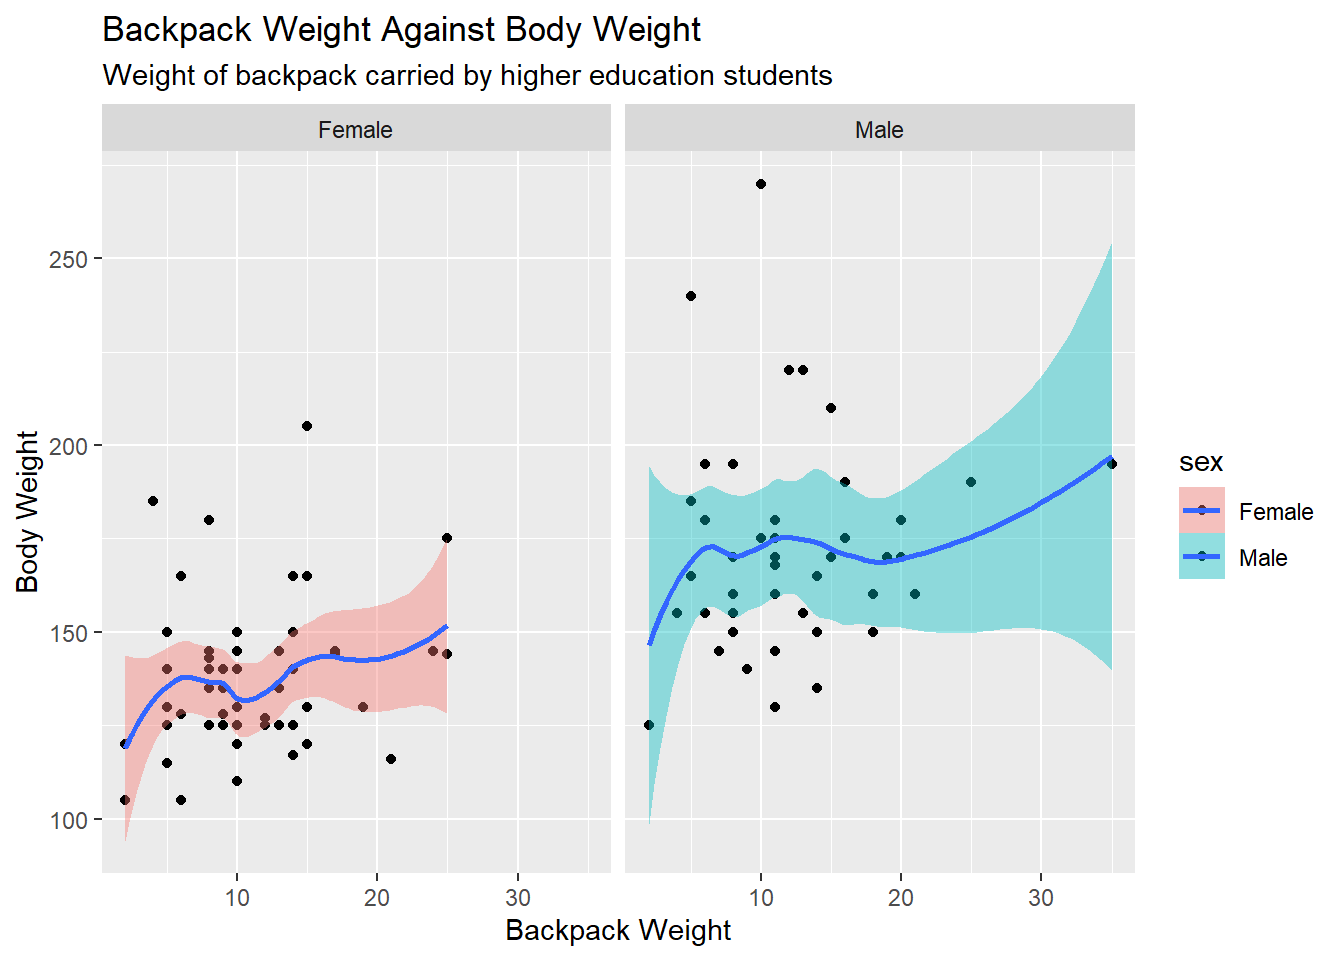 Backpack Weight Against Body Weight
Weight of backpack carried by higher education students
Female
Male
250
200
150
100
Body Weight
10
20
30
10
20
30
Backpack Weight
sex
Female
Male